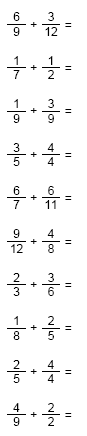 6/9 + 3/12 =
1/7 + 1/2 =
1/9 + 3/9 =
3/5 + 4/4 =
6/7 + 6/11 =
9/12 + 4/8 =
2/3 + 3/6 =
1/8 + 2/5 =
2/5 + 4/4 =
4/9 + 2/2 =